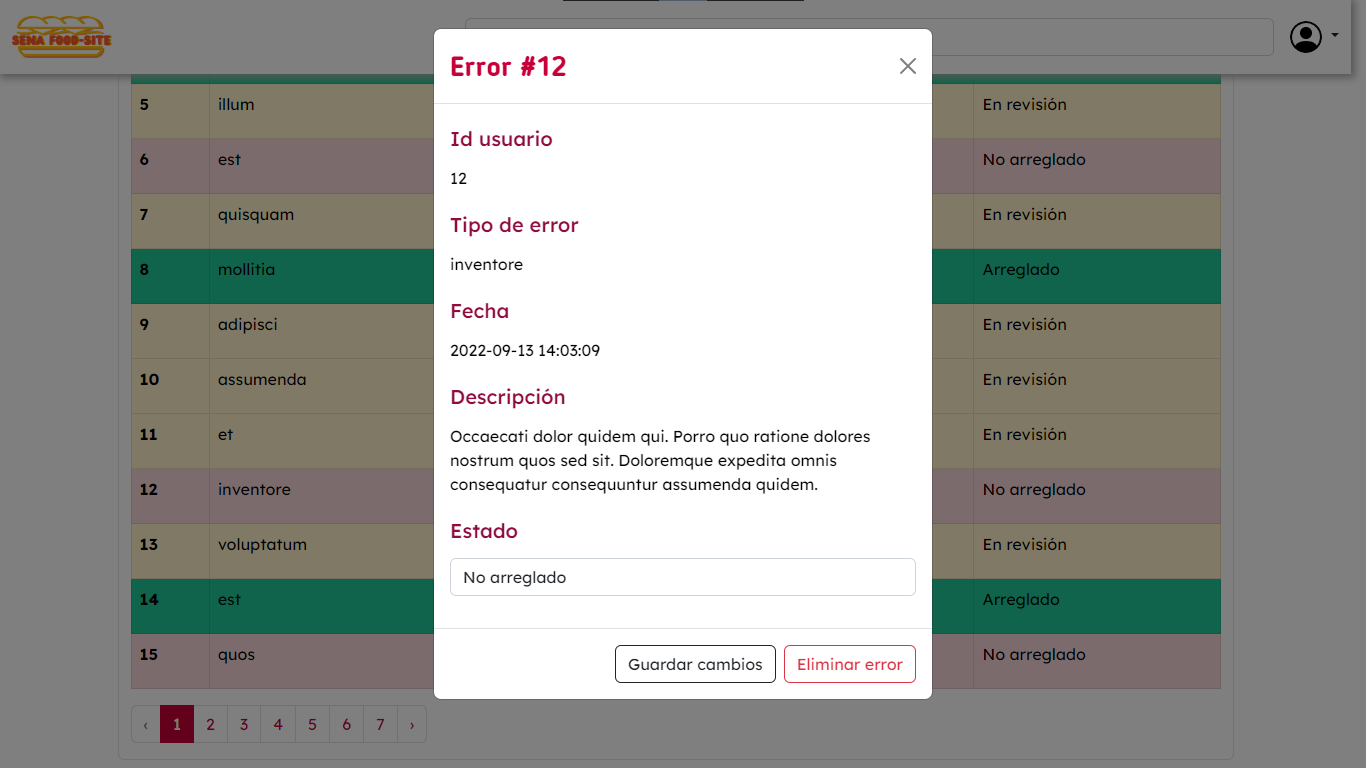 SEMA FOOD-SITE
Error #12
Id usuario
12
Tipo de error
inventore
Fecha
2022-09-13 14:03:09
Descripción
Occaecati dolor quidem qui. Porro quo ratione dolores
nostrum quos sed sit. Doloremque expedita omnis
consequatur consequuntur assumenda quidem.
Estado
No arreglado
Guardar cambios Eliminar error
5 illum En revisión
6 est No arreglado
7 quisquam En revisión
8 mollitia Arreglado
9 adipisci En revisión
10 assumenda En revisión
11 et En revisión
12 inventore No arreglado
13 voluptatum En revisión
14 est Arreglado
15 quos No arreglado
‹ 1 2 3 4 5 6 7 ›